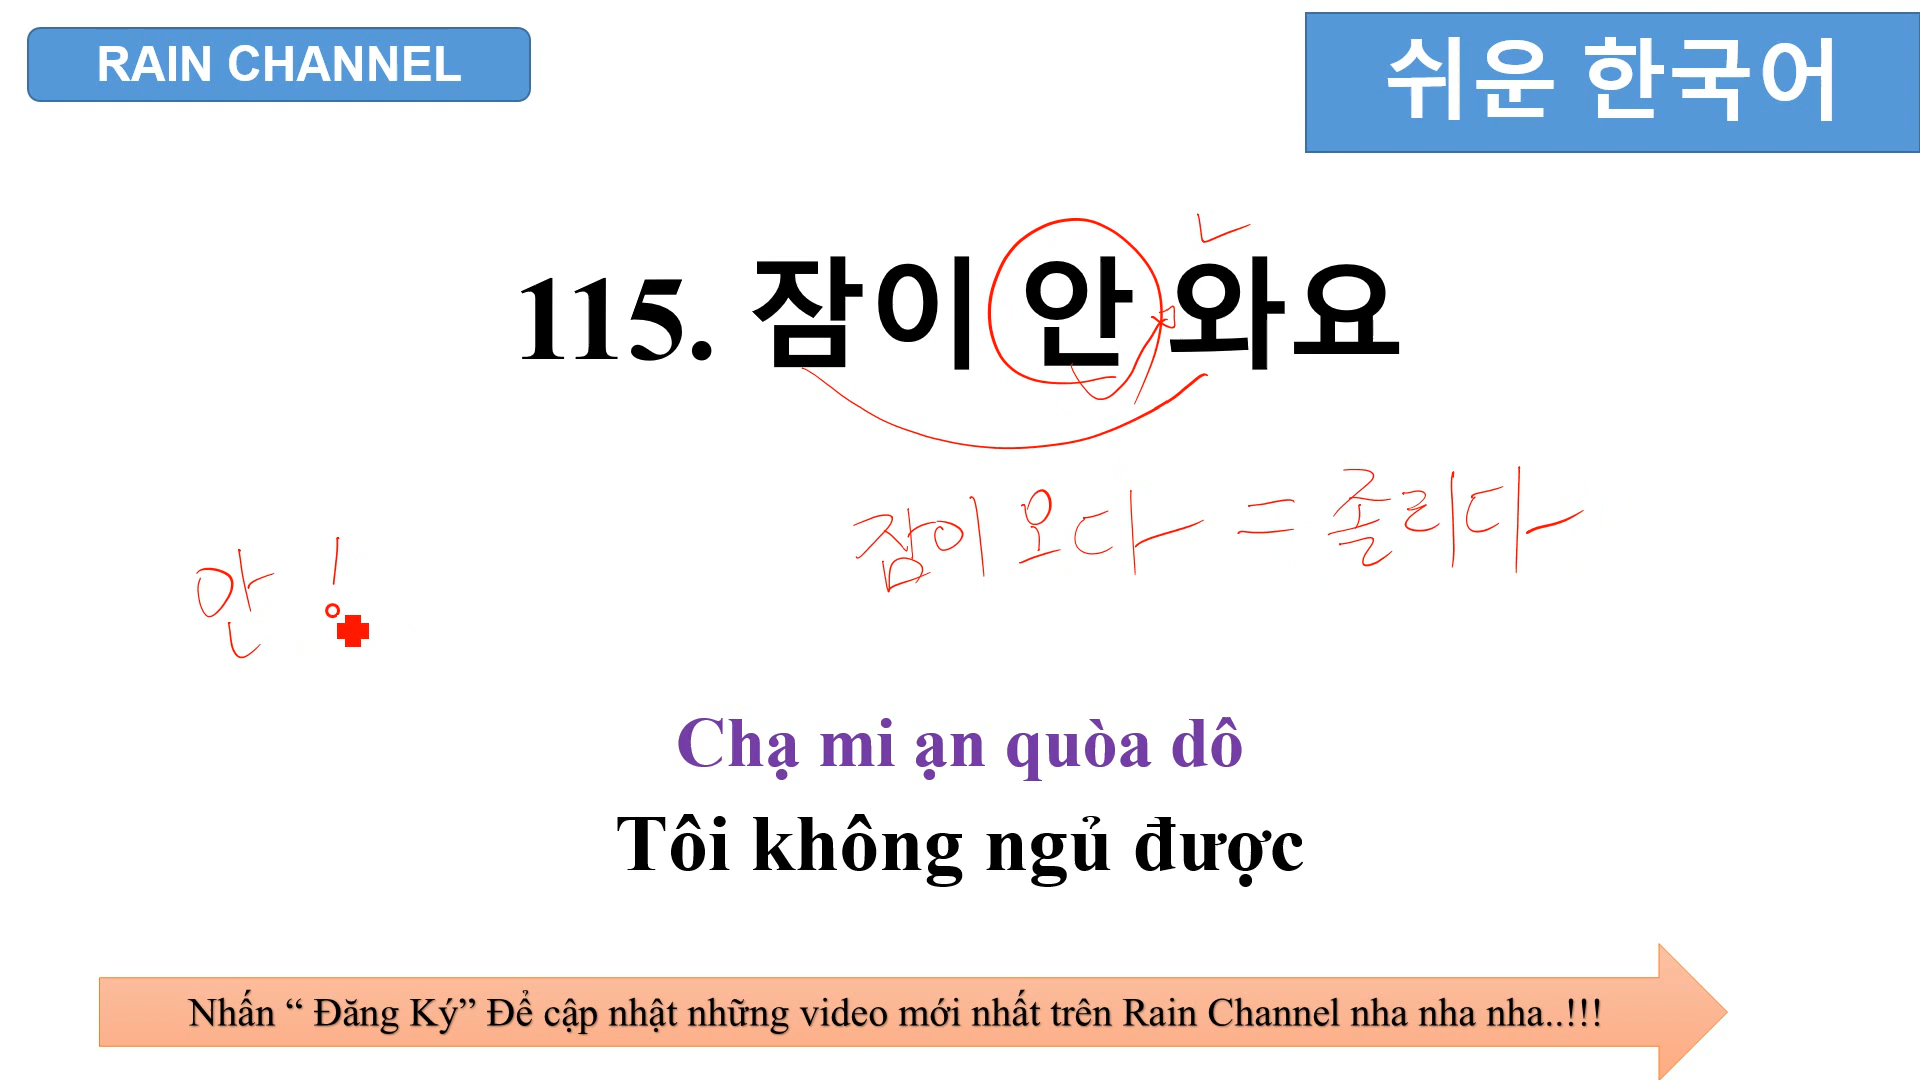 RAIN CHANNEL
쉬운 한국어
115. 잠이 안 와요
잠이 오다 = 졸리다
안
Chạ mi ạn quòa dô
Tôi không ngủ được
Nhấn “ Đăng Ký” Để cập nhật những video mới nhất trên Rain Channel nha nha nha..!!!